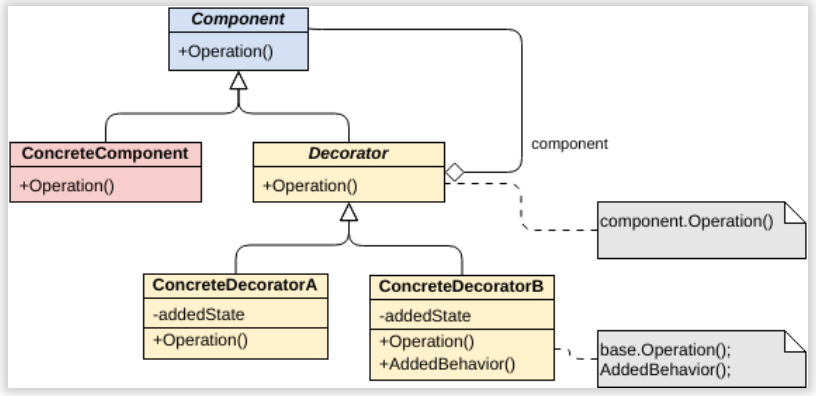 Component
+Operation()
component
ConcreteComponent
+Operation()
Decorator
+Operation()
component.Operation()
ConcreteDecoratorA
-addedState
+Operation()
ConcreteDecoratorB
-addedState
+Operation()
+AddedBehavior()
base.Operation();
AddedBehavior();